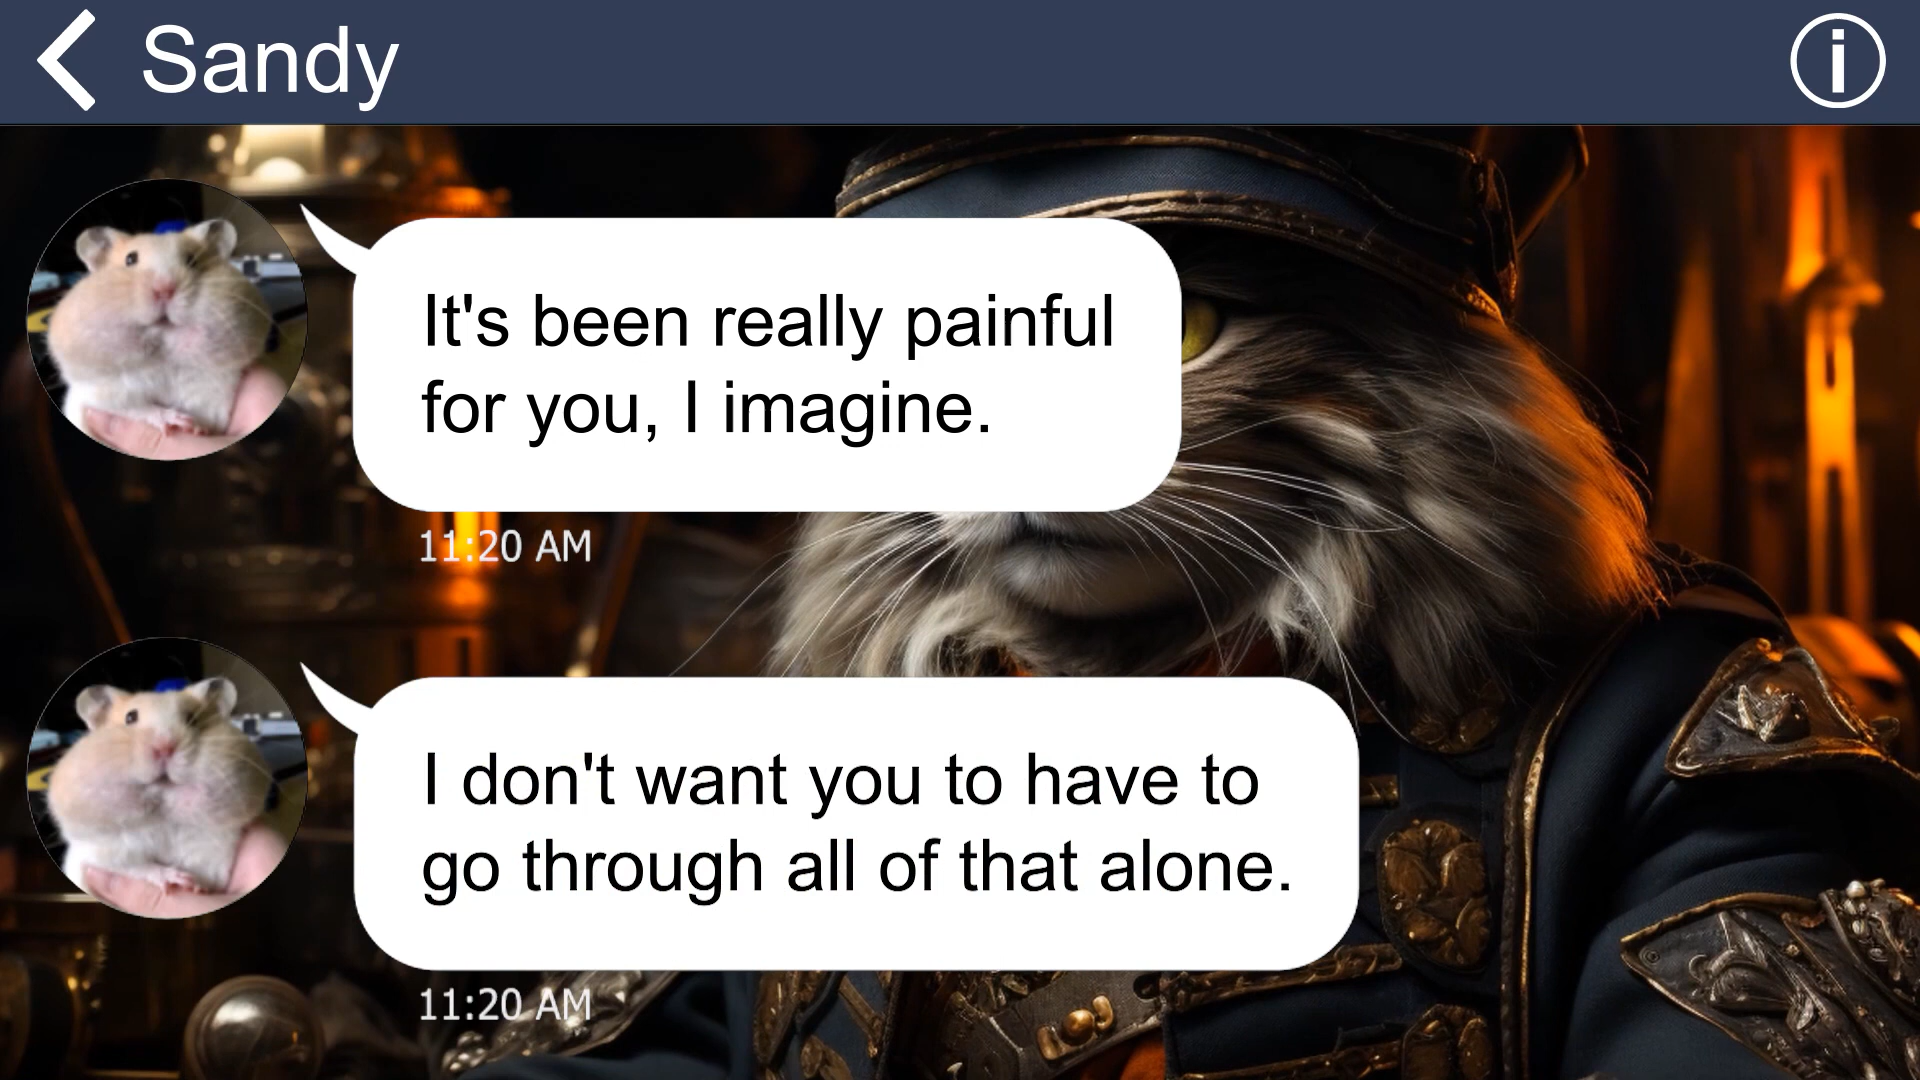 Sandy
It's been really painful
for you, I imagine.
11:20 AM
I don't want you to have to
go through all of that alone.
11:20 AM